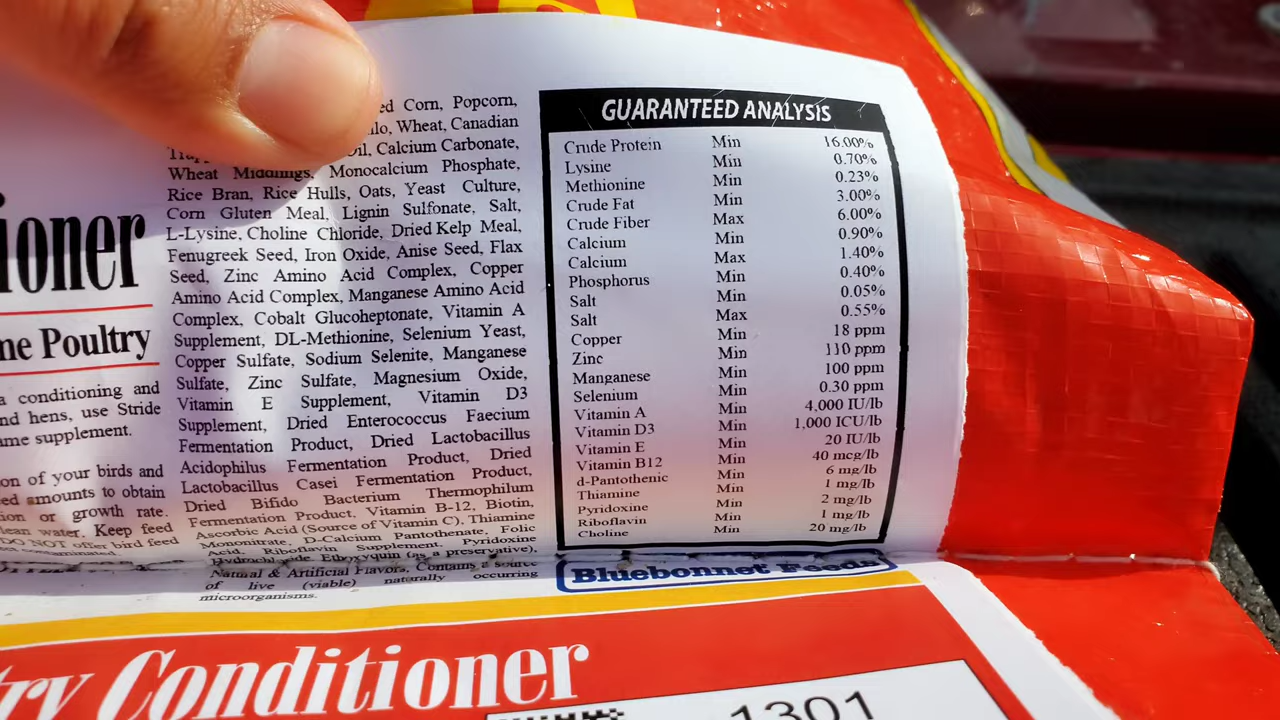 ioner
ne Poultry
a conditioning and
nd hens, use Stride
ame supplement.
on of your birds and
ed amounts to obtain
ion or growth rate.
lean water. Keep feed
NOT offer bird feed
ed Corn, Popcorn,
lo, Wheat, Canadian
Oil, Calcium Carbonate,
Wheat Middlings, Monocalcium Phosphate,
Rice Bran, Rice Hulls, Oats, Yeast Culture,
Corn Gluten Meal, Lignin Sulfonate, Salt,
L-Lysine, Choline Chloride, Dried Kelp Meal,
Fenugreek Seed, Iron Oxide, Anise Seed, Flax
Seed, Zinc Amino Acid Complex, Copper
Amino Acid Complex, Manganese Amino Acid
Complex, Cobalt Glucoheptonate, Vitamin A
Supplement, DL-Methionine, Selenium Yeast,
Copper Sulfate, Sodium Selenite, Manganese
Sulfate, Zinc Sulfate, Magnesium Oxide,
Vitamin E Supplement, Vitamin D3
Supplement, Dried Enterococcus Faecium
Fermentation Product, Dried Lactobacillus
Acidophilus Fermentation Product, Dried
Lactobacillus Casei Fermentation Product,
Dried Bifido Bacterium Thermophilum
Fermentation Product, Vitamin B-12, Biotin,
Ascorbic Acid (Source of Vitamin C), Thiamine
Mononitrate, D-Calcium Pantothenate, Folic
Acid, Riboflavin Supplement, Pyridoxine
Hydrochloride, Ethoxyquin (as a preservative),
Natural & Artificial Flavors. Contains a source
of live (viable) naturally occurring
microorganisms.
GUARANTEED ANALYSIS
Crude Protein Min 16.00%
Lysine Min 0.70%
Methionine Min 0.23%
Crude Fat Min 3.00%
Crude Fiber Max 6.00%
Calcium Min 0.90%
Calcium Max 1.40%
Phosphorus Min 0.40%
Salt Min 0.05%
Salt Max 0.55%
Copper Min 18 ppm
Zinc Min 110 ppm
Manganese Min 100 ppm
Selenium Min 0.30 ppm
Vitamin A Min 4,000 IU/lb
Vitamin D3 Min 1,000 ICU/lb
Vitamin E Min 20 IU/lb
Vitamin B12 Min 40 mcg/lb
d-Pantothenic Min 6 mg/lb
Thiamine Min 1 mg/lb
Pyridoxine Min 2 mg/lb
Riboflavin Min 1 mg/lb
Choline Min 20 mg/lb
Bluebonnet Feeds
try Conditioner
1301